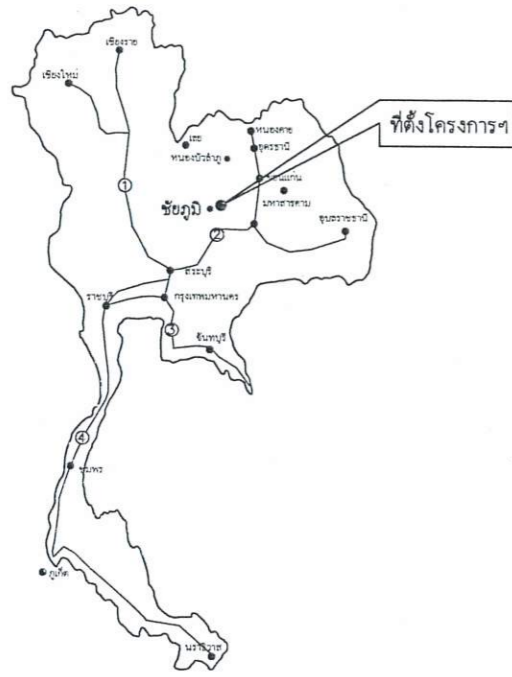 เชียงราย
เชียงใหม่
เลย
หนองคาย
อุดรธานี
หนองบัวลำภู
ที่ตั้งโครงการฯ
ขอนแก่น
มหาสารคาม
ชัยภูมิ
1
2
อุบลราชธานี
สระบุรี
ราชบุรี
กรุงเทพมหานคร
3
จันทบุรี
4
ชุมพร
ภูเก็ต
นราธิวาส